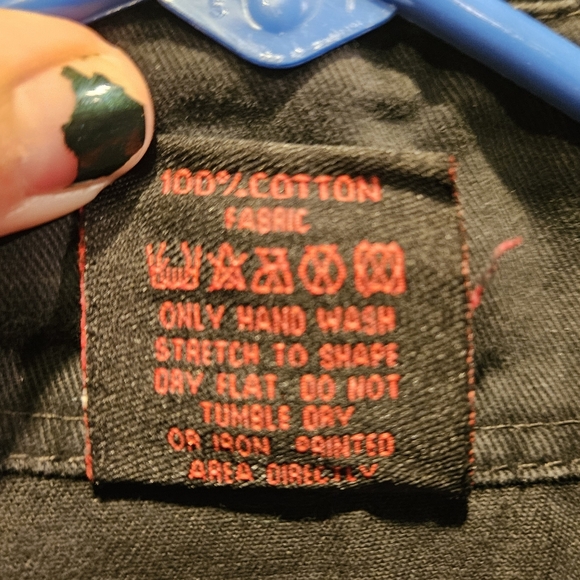 100% COTTON
FABRIC
ONLY HAND WASH
STRETCH TO SHAPE
DRY FLAT. DO NOT
TUMBLE DRY
OR IRON PRINTED
AREA DIRECTLY